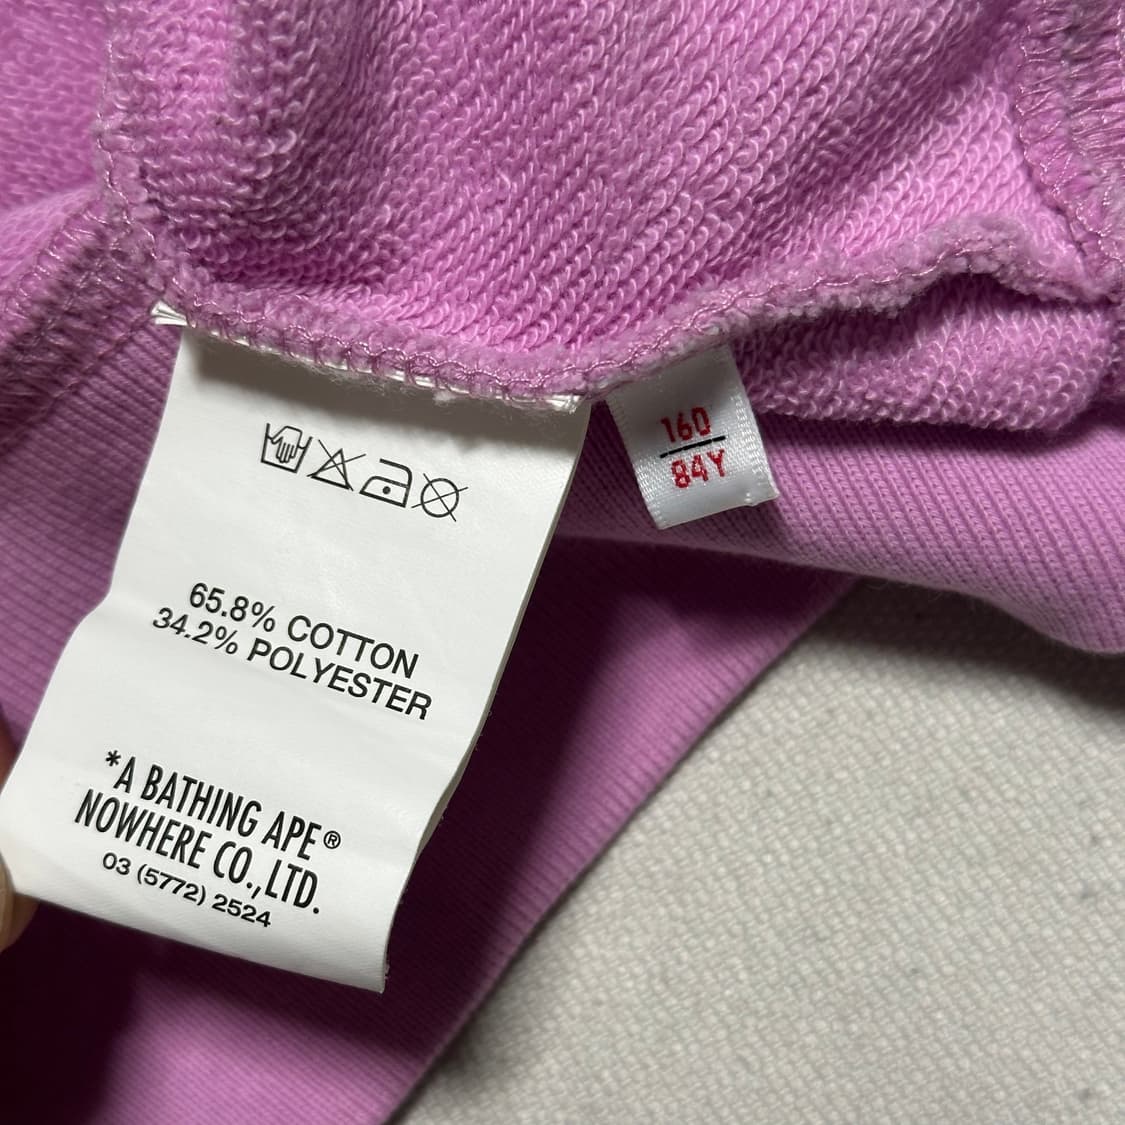 65.8% COTTON
34.2% POLYESTER
*A BATHING APE®
NOWHERE CO.,LTD.
03 (5772) 2524
160
84Y